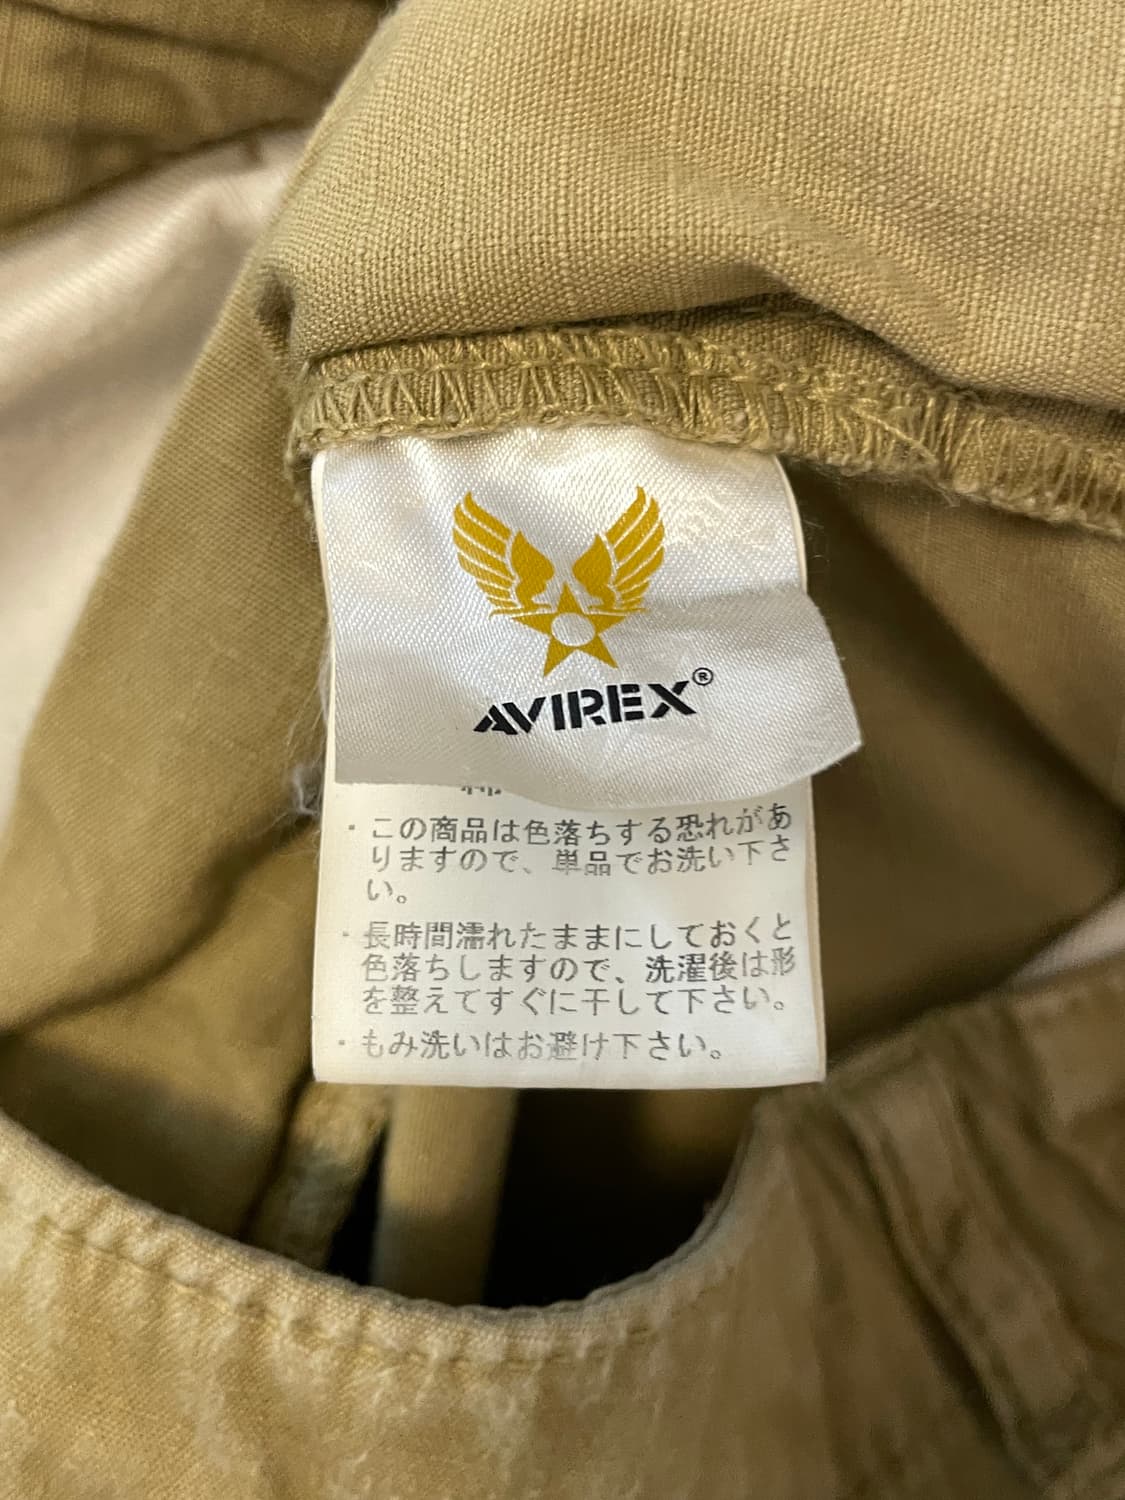 AVIREX®
・この商品は色落ちする恐れがあ
りますので、単品でお洗い下さ
い。
・長時間濡れたままにしておくと
色落ちしますので、洗濯後は形
を整えてすぐに干して下さい。
・もみ洗いはお避け下さい。